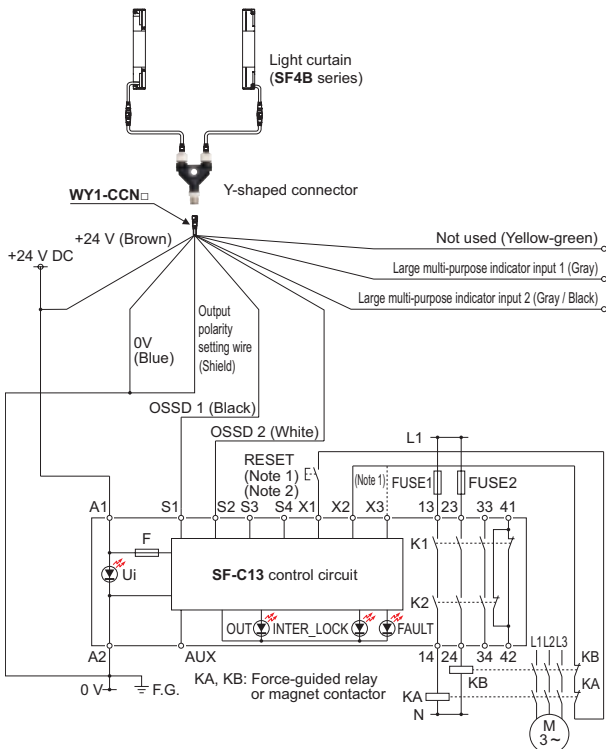 Light curtain
(SF4B series)
Y-shaped connector
WY1-CCN□
+24 V (Brown)
+24 V DC
Not used (Yellow-green)
Large multi-purpose indicator input 1 (Gray)
Large multi-purpose indicator input 2 (Gray / Black)
0V
(Blue)
Output
polarity
setting wire
(Shield)
OSSD 1 (Black)
OSSD 2 (White)
RESET
(Note 1)
(Note 2)
(Note 1)
L1
FUSE1
FUSE2
A1
S1
S2
S3
S4
X1
X2
X3
13
23
33
41
F
Ui
SF-C13 control circuit
K1
K2
OUT
INTER_LOCK
FAULT
A2
AUX
14
24
34
42
L1
L2
L3
0 V
F.G.
KA, KB: Force-guided relay
or magnet contactor
KB
KA
N
KB
KA
M
3~